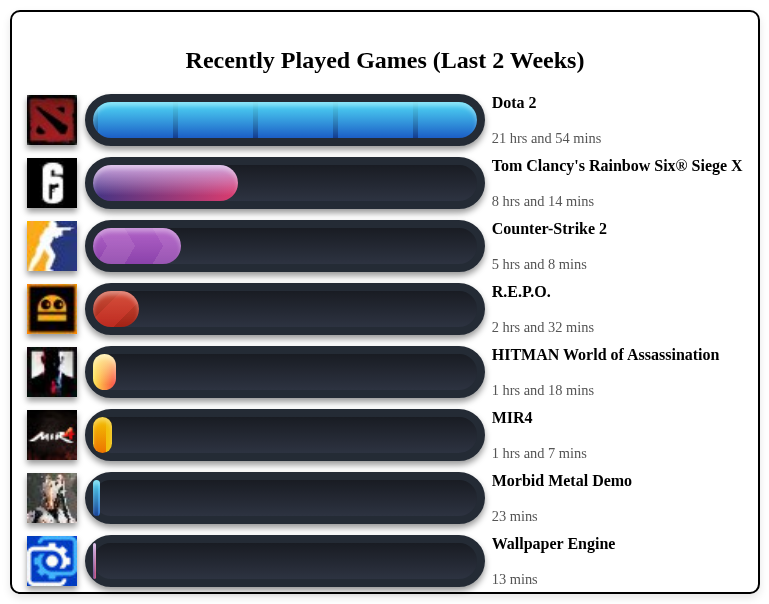 Recently Played Games (Last 2 Weeks)
Dota 2
21 hrs and 54 mins
Tom Clancy's Rainbow Six® Siege X
8 hrs and 14 mins
Counter-Strike 2
5 hrs and 8 mins
R.E.P.O.
2 hrs and 32 mins
HITMAN World of Assassination
1 hrs and 18 mins
MIR4
MIR4
1 hrs and 7 mins
Morbid Metal Demo
23 mins
Wallpaper Engine
13 mins